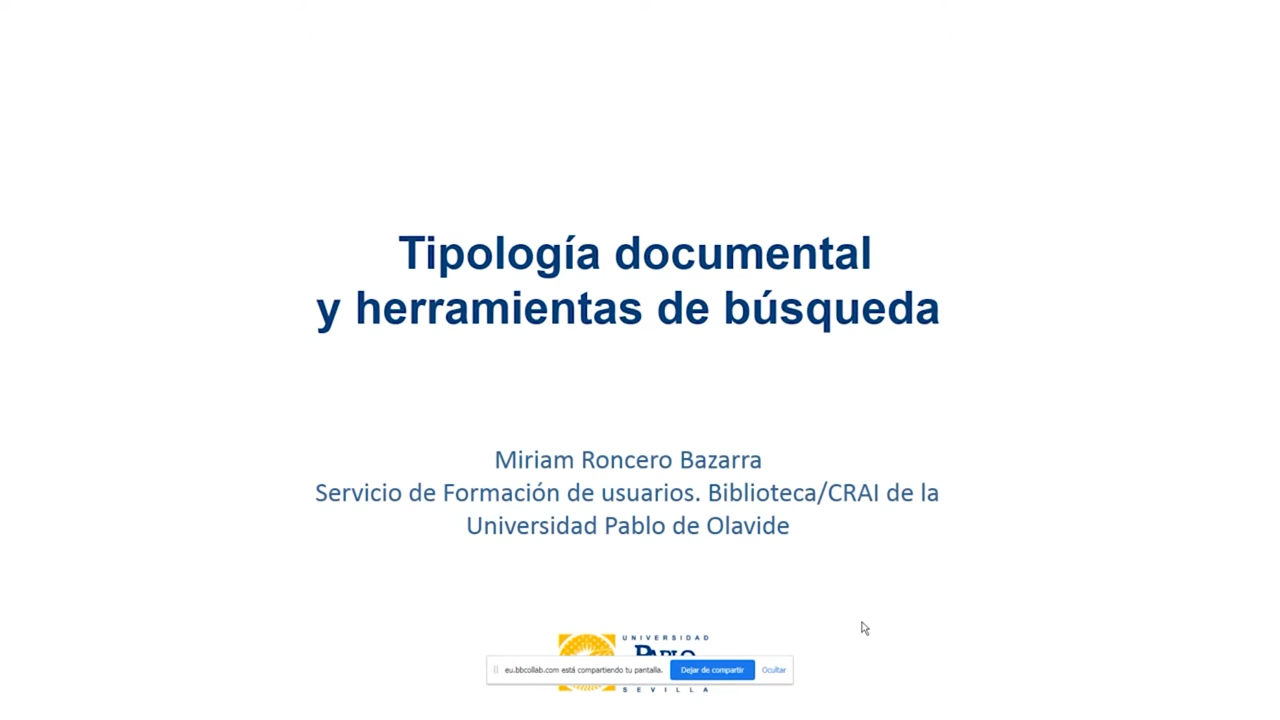 Tipología documental
y herramientas de búsqueda
Miriam Roncero Bazarra
Servicio de Formación de usuarios. Biblioteca/CRAI de la
Universidad Pablo de Olavide
UNIVERSIDAD
PABLO
eu.bbcollab.com está compartiendo tu pantalla. Dejar de compartir Ocultar
SEVILLA